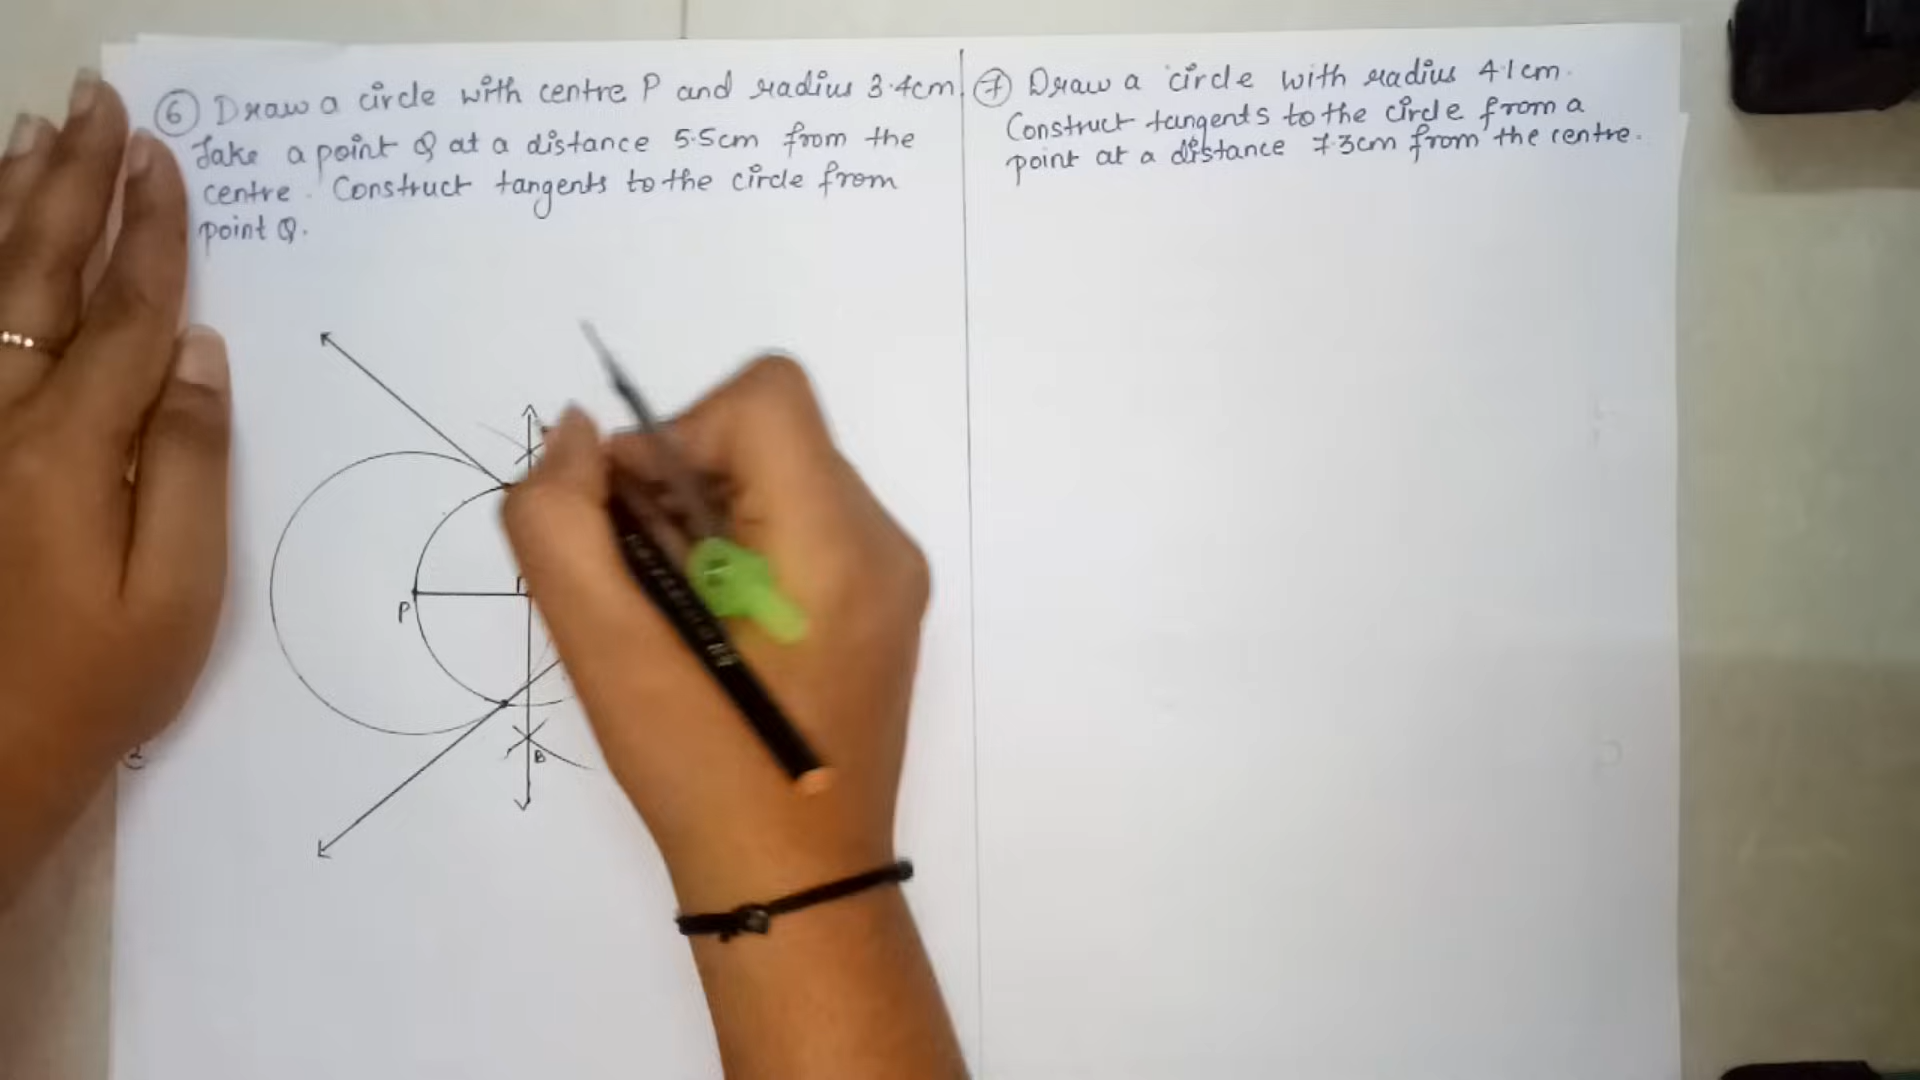 6 Draw a circle with centre P and radius 3.4cm.
Take a point Q at a distance 5.5cm from the
centre. Construct tangents to the circle from
point Q.
7 Draw a circle with radius 4.1cm.
Construct tangents to the circle from a
point at a distance 7.3cm from the centre.
P
B